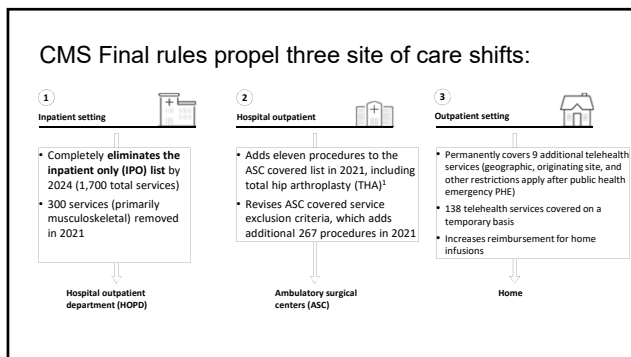 CMS Final rules propel three site of care shifts:
1
Inpatient setting
• Completely eliminates the
inpatient only (IPO) list by
2024 (1,700 total services)
• 300 services (primarily
musculoskeletal) removed
in 2021
Hospital outpatient
department (HOPD)
2
Hospital outpatient
• Adds eleven procedures to the
ASC covered list in 2021, including
total hip arthroplasty (THA)¹
• Revises ASC covered service
exclusion criteria, which adds
additional 267 procedures in 2021
Ambulatory surgical
centers (ASC)
3
Outpatient setting
• Permanently covers 9 additional telehealth
services (geographic, originating site, and
other restrictions apply after public health
emergency PHE)
• 138 telehealth services covered on a
temporary basis
• Increases reimbursement for home
infusions
Home